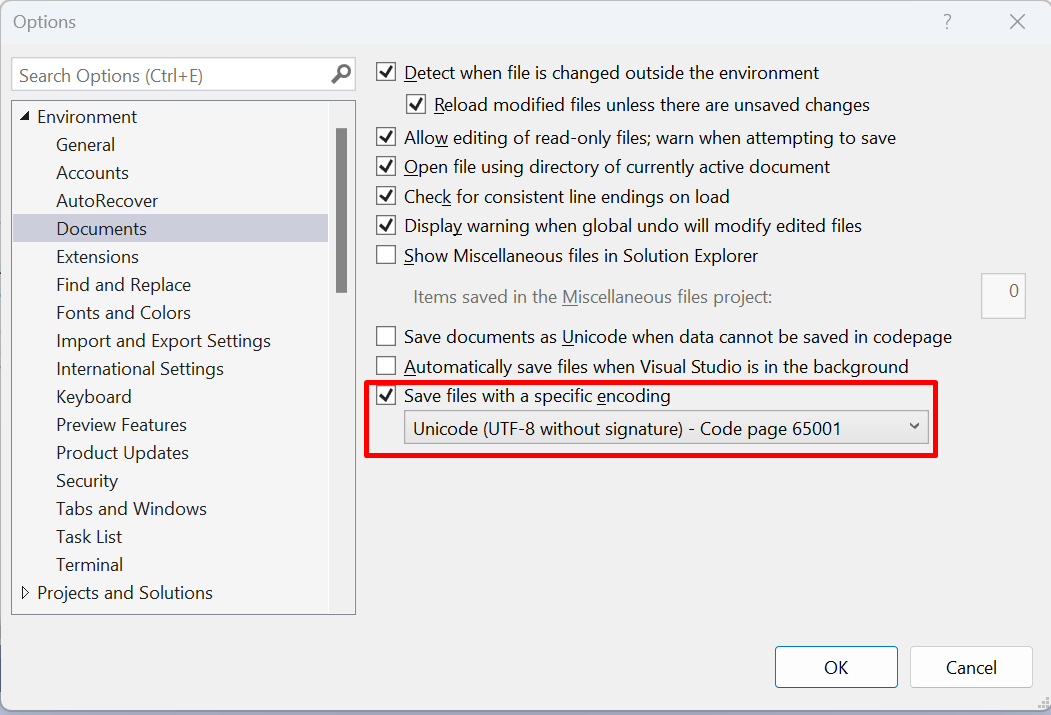 Options
?
Search Options (Ctrl+E)
Environment
General
Accounts
AutoRecover
Documents
Extensions
Find and Replace
Fonts and Colors
Import and Export Settings
International Settings
Keyboard
Preview Features
Product Updates
Security
Tabs and Windows
Task List
Terminal
Projects and Solutions
Detect when file is changed outside the environment
Reload modified files unless there are unsaved changes
Allow editing of read-only files; warn when attempting to save
Open file using directory of currently active document
Check for consistent line endings on load
Display warning when global undo will modify edited files
Show Miscellaneous files in Solution Explorer
Items saved in the Miscellaneous files project:
0
Save documents as Unicode when data cannot be saved in codepage
Automatically save files when Visual Studio is in the background
Save files with a specific encoding
Unicode (UTF-8 without signature) - Code page 65001
OK
Cancel